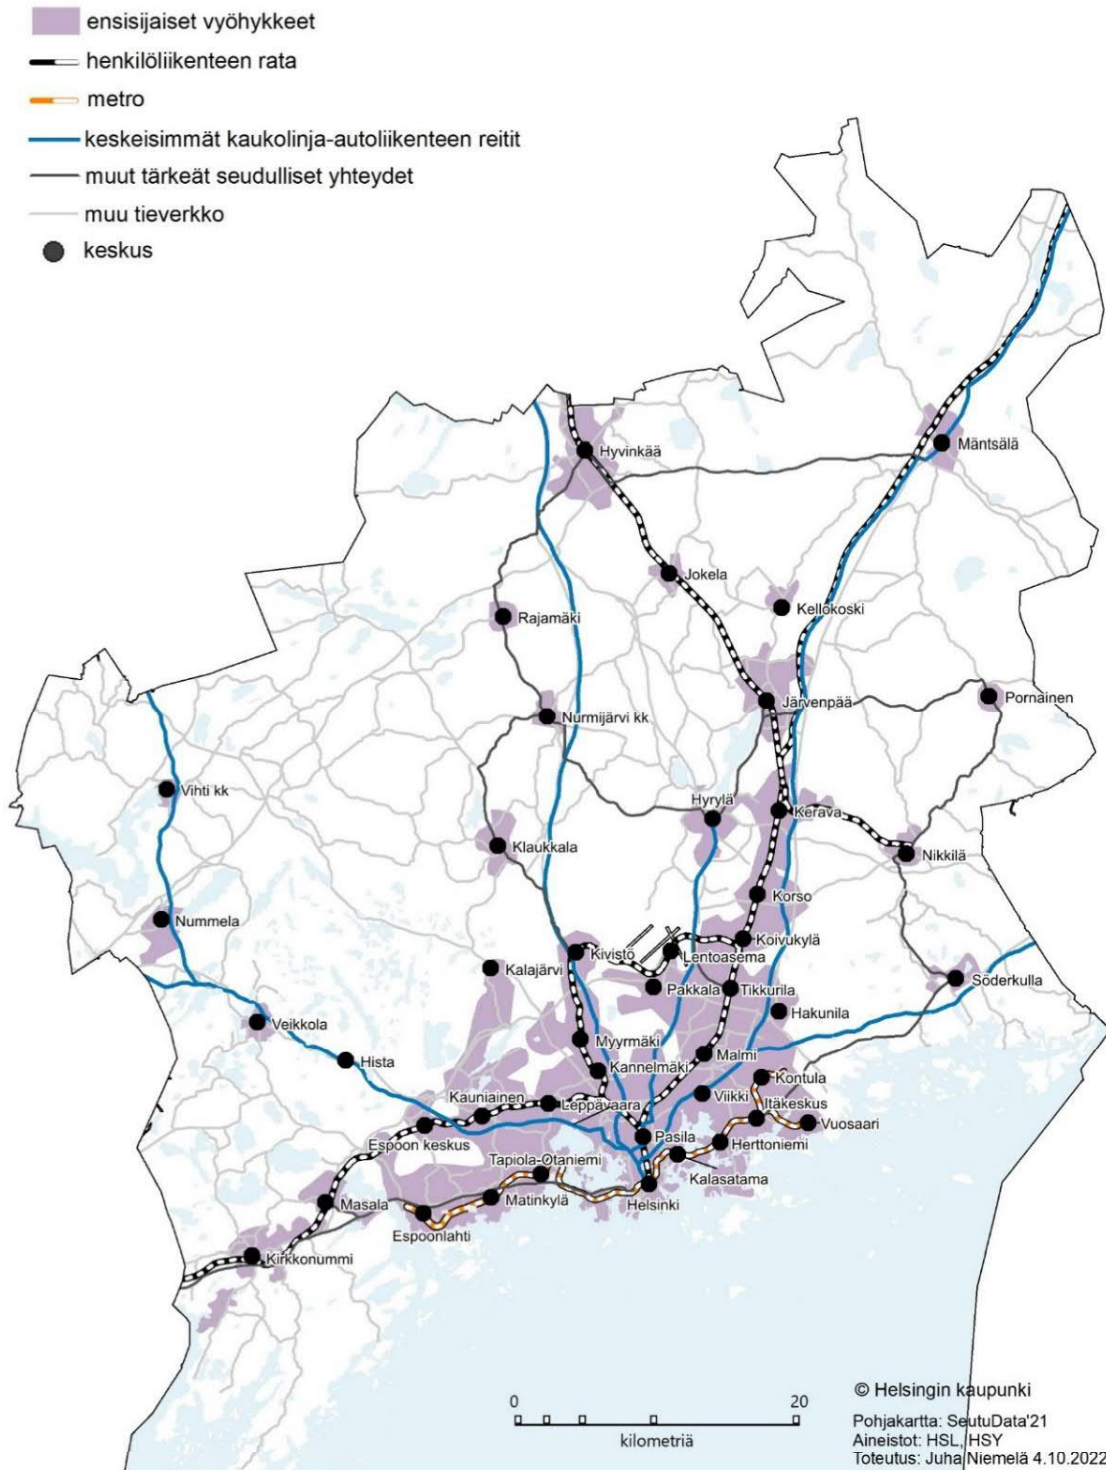 ensisijaiset vyöhykkeet
henkilöliikenteen rata
metro
keskeisimmät kaukolinja-autoliikenteen reitit
muut tärkeät seudulliset yhteydet
muu tieverkko
keskus
Hyvinkää
Mäntsälä
Jokela
Kellokoski
Rajamäki
Pornainen
Järvenpää
Nurmijärvi kk
Vihti kk
Hyrylä
Kerava
Klaukkala
Nikkilä
Korso
Nummela
Koivukylä
Kivistö
Lentoasema
Kalajärvi
Söderkulla
Pakkala
Tikkurila
Hakunila
Veikkola
Myyrmäki
Hista
Malmi
Kannelmäki
Kontula
Kauniainen
Leppävaara
Viikki
Itäkeskus
Vuosaari
Pasila
Espoon keskus
Herttoniemi
Tapiola-Otaniemi
Kalasatama
Masala
Matinkylä
Helsinki
Espoonlahti
Kirkkonummi
0 20
kilometriä
© Helsingin kaupunki
Pohjakartta: SeutuData'21
Aineistot: HSL, HSY
Toteutus: Juha Niemelä 4.10.2022